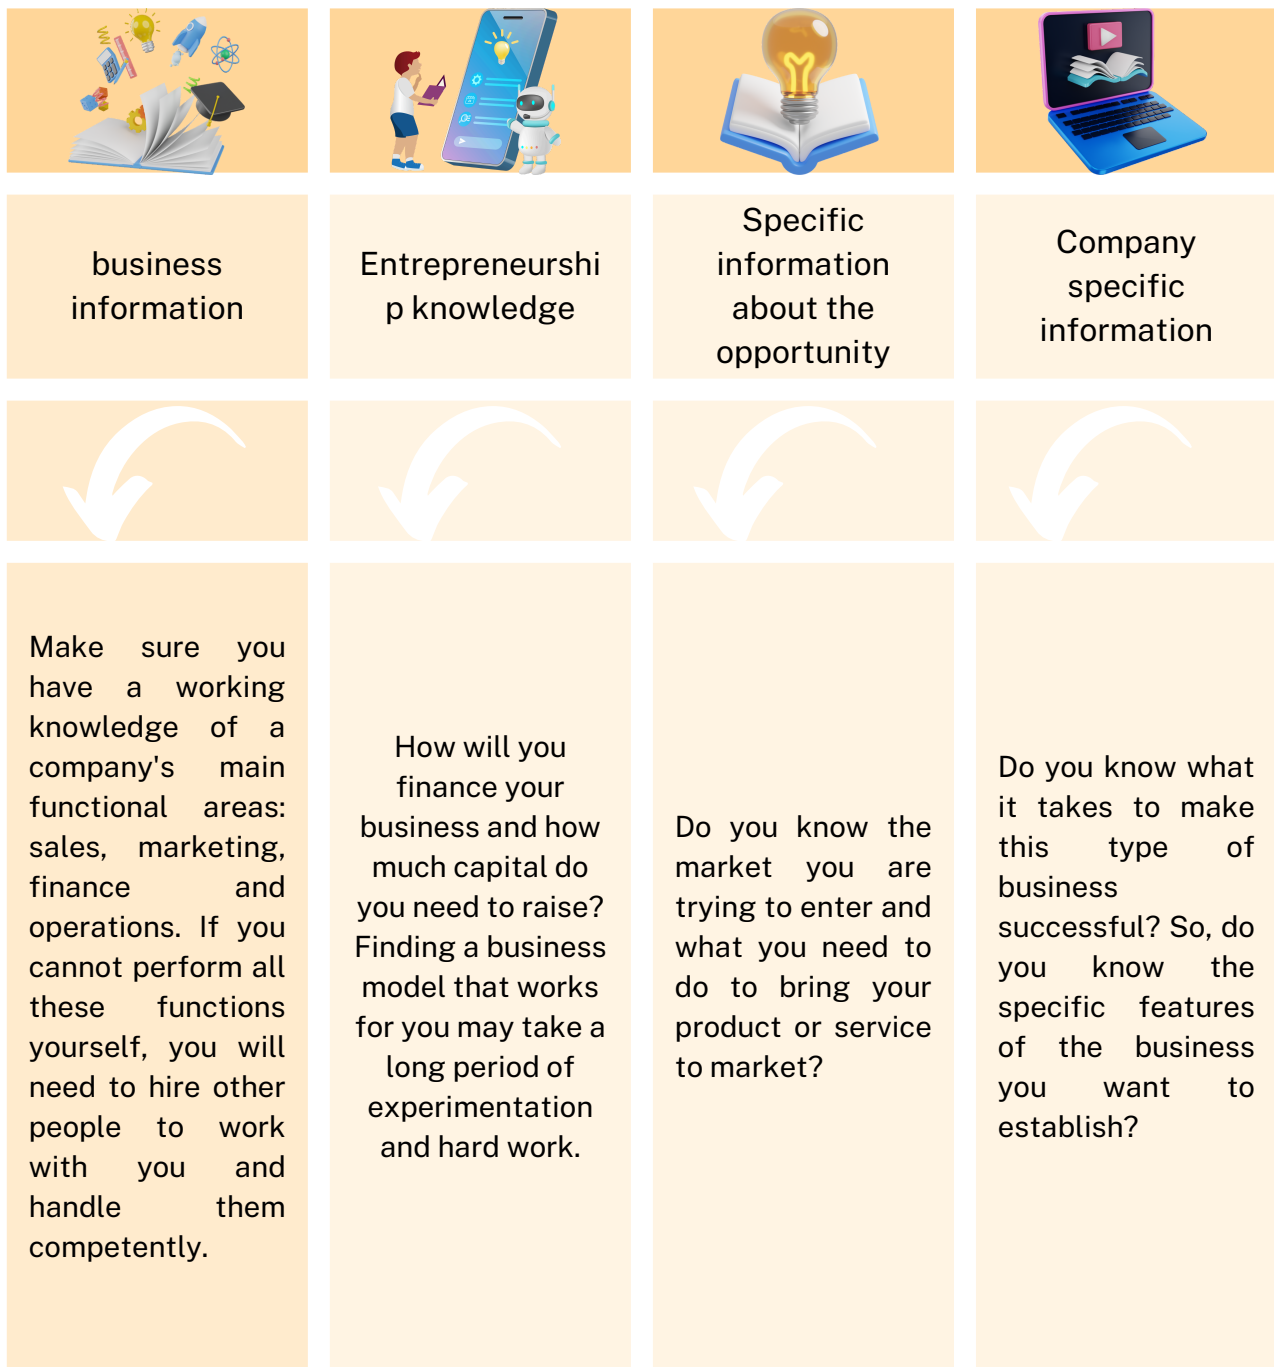 business
information
Entrepreneurshi
p knowledge
Specific
information
about the
opportunity
Company
specific
information
Make sure you
have a working
knowledge of a
company's main
functional areas:
sales, marketing,
finance and
operations. If you
cannot perform all
these functions
yourself, you will
need to hire other
people to work
with you and
handle them
competently.
How will you
finance your
business and how
much capital do
you need to raise?
Finding a business
model that works
for you may take a
long period of
experimentation
and hard work.
Do you know the
market you are
trying to enter and
what you need to
do to bring your
product or service
to market?
Do you know what
it takes to make
this type of
business
successful? So, do
you know the
specific features
of the business
you want to
establish?